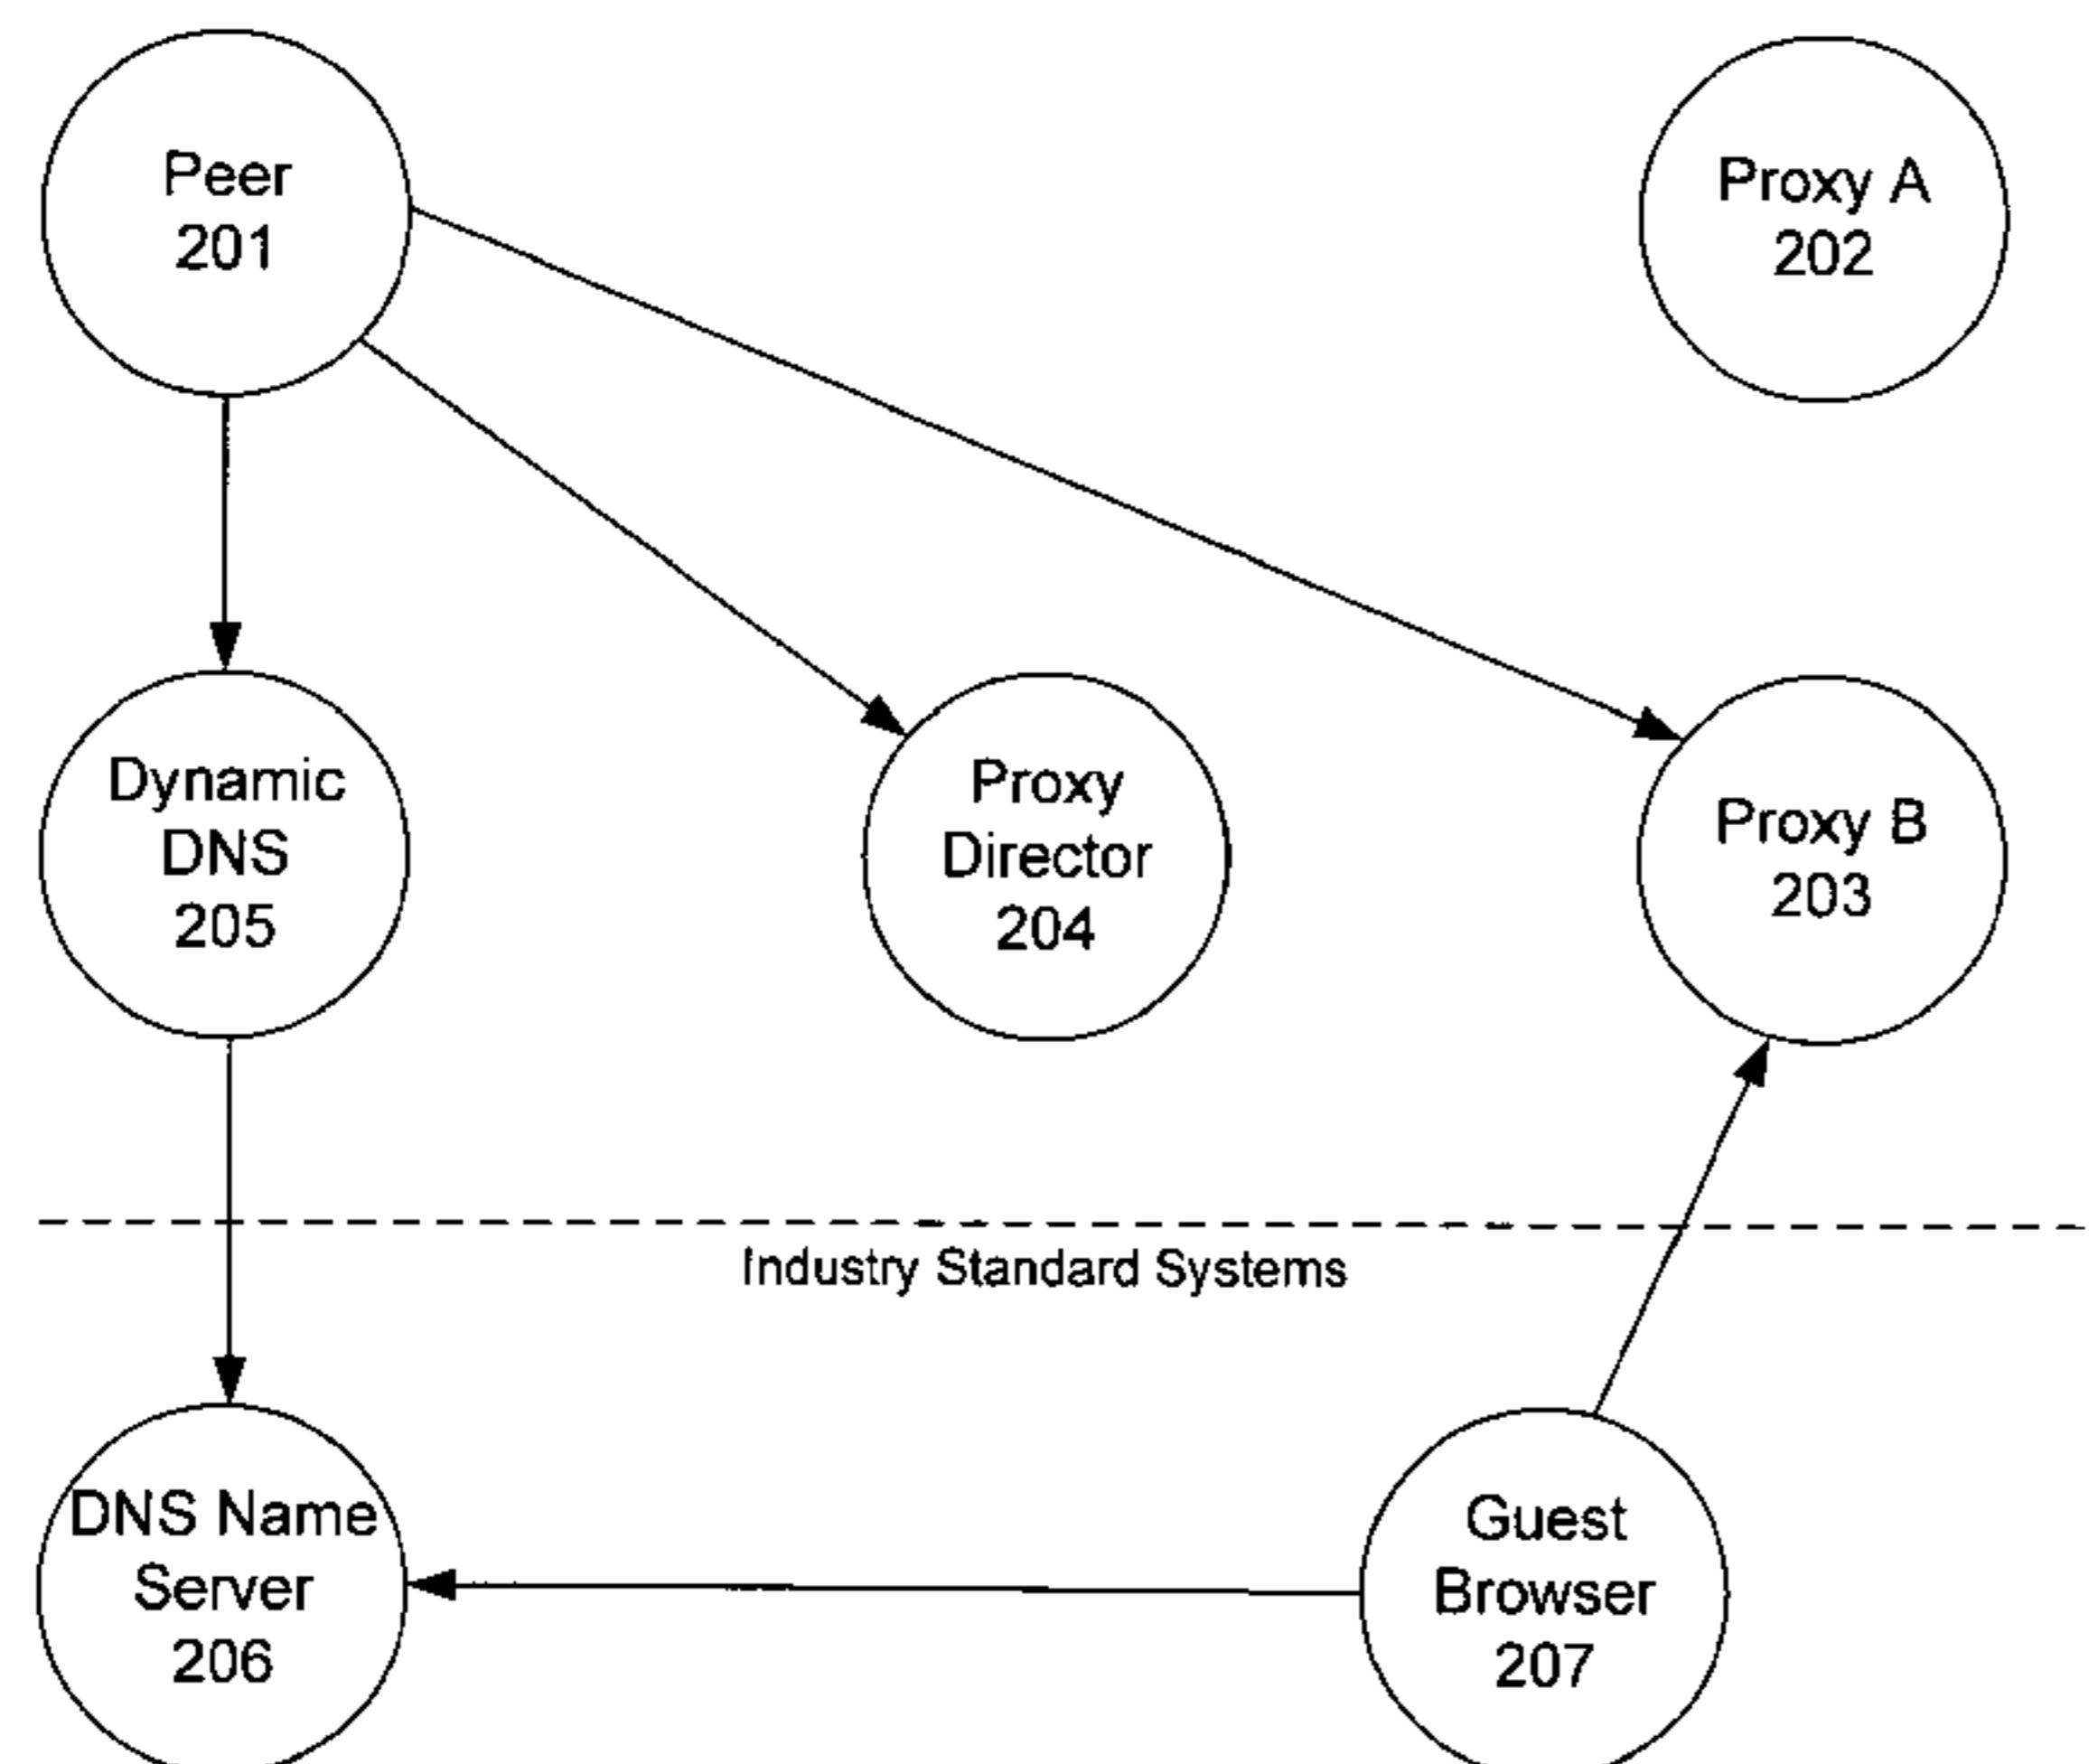 Peer
201
Proxy A
202
Dynamic
DNS
205
Proxy
Director
204
Proxy B
203
Industry Standard Systems
DNS Name
Server
206
Guest
Browser
207